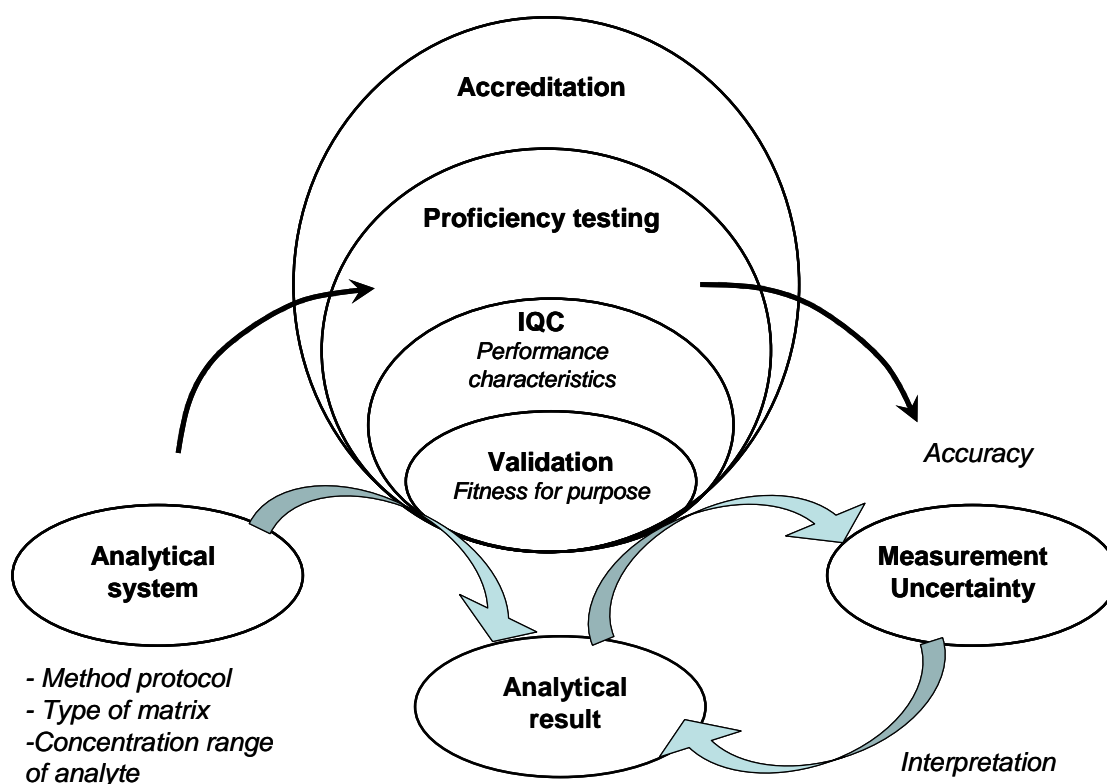 Accreditation
Proficiency testing
IQC
Performance
characteristics
Validation
Fitness for purpose
Accuracy
Analytical
system
Measurement
Uncertainty
- Method protocol
- Type of matrix
-Concentration range
of analyte
Analytical
result
Interpretation